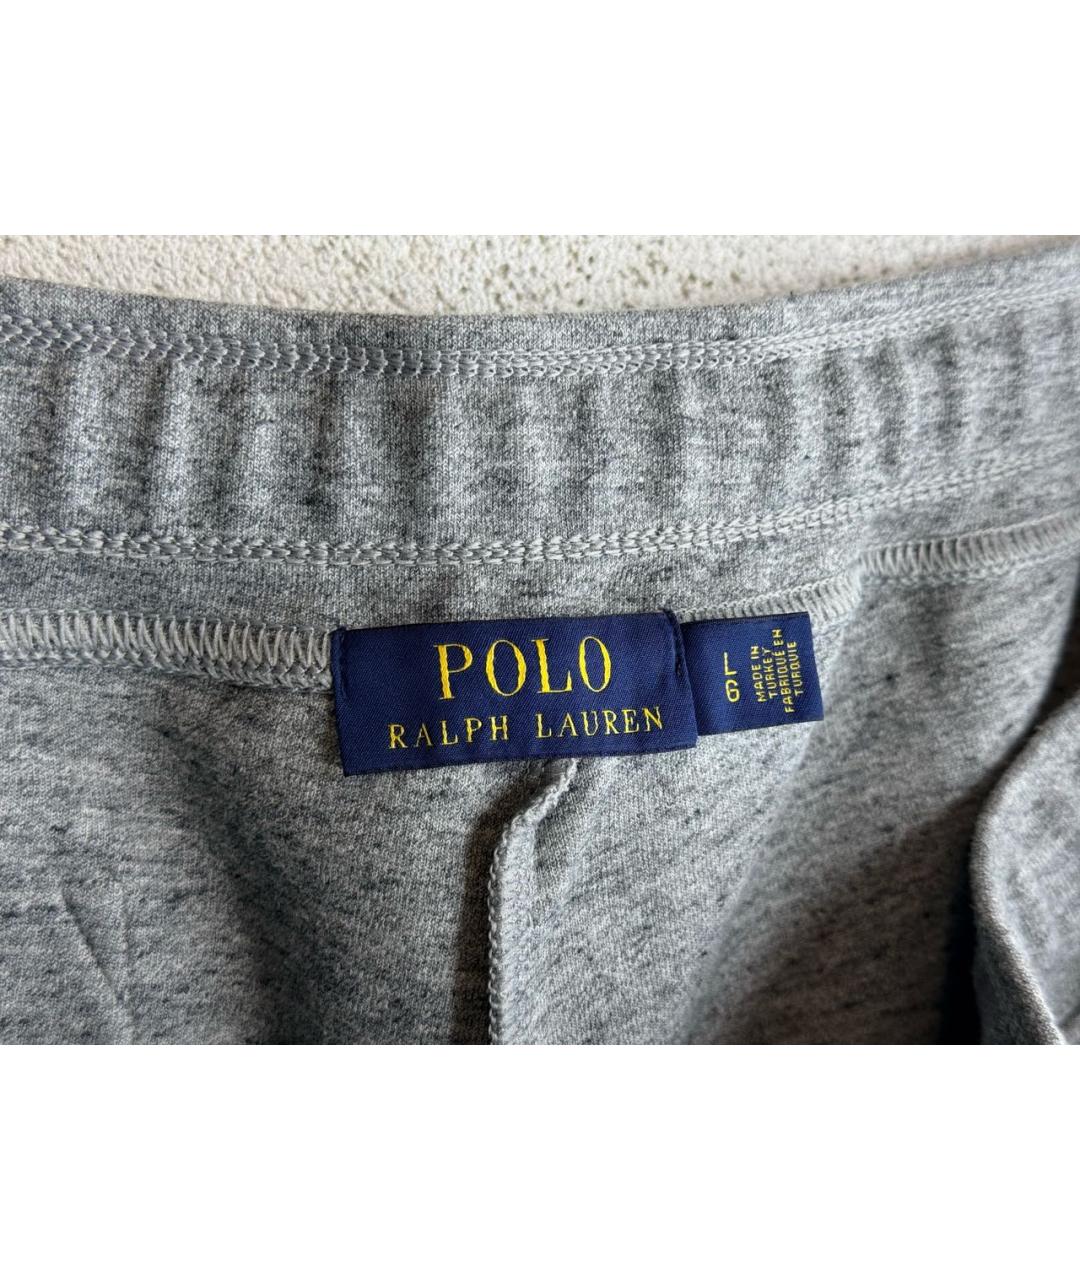 POLO
RALPH LAUREN
MADE IN
TURKEY
FABRIQUÉ EN
TURQUIE